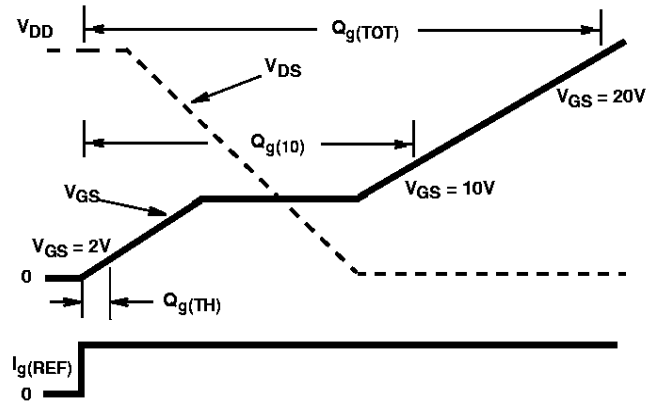 V_DD
Q_g(TOT)
V_DS
V_GS = 20V
Q_g(10)
V_GS = 10V
V_GS
V_GS = 2V
0
Q_g(TH)
I_g(REF)
0